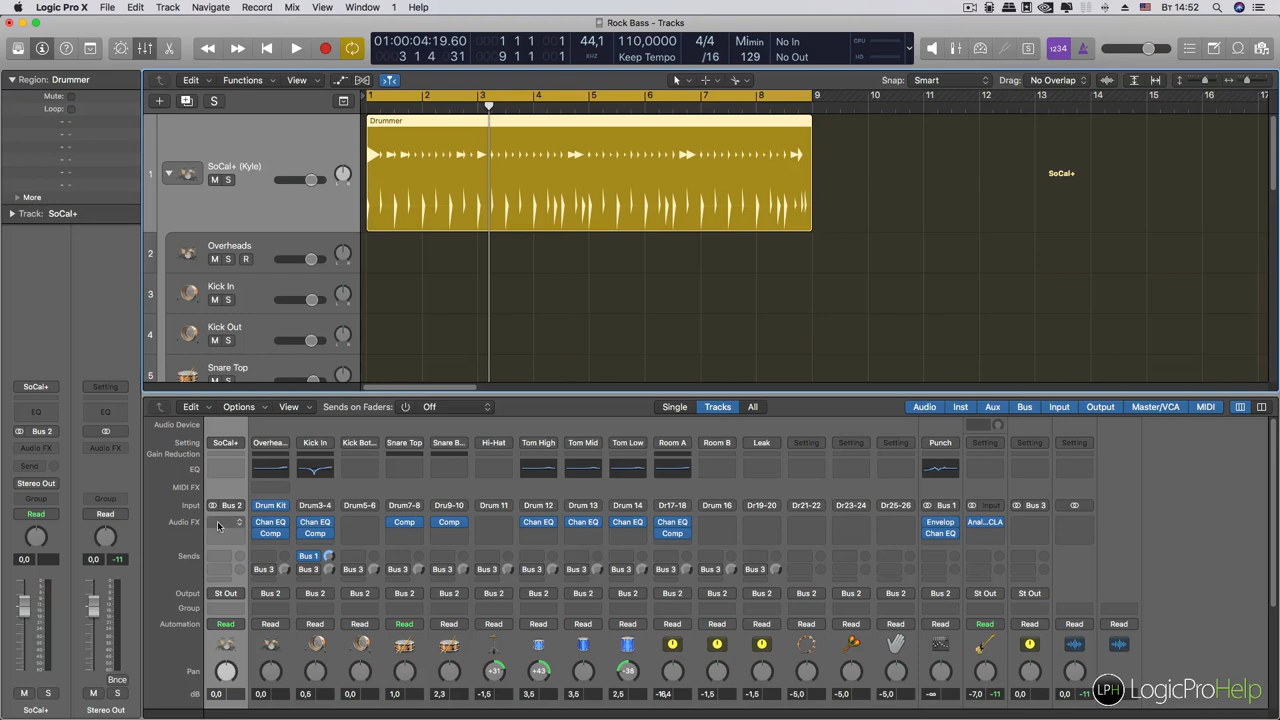 Logic Pro X File Edit Track Navigate Record Mix View Window 1 Help Вт 14:52
Rock Bass - Tracks
01:00:04:19.60 1 1 1 44,1 110,0000 4/4 Mimin No In CPU
3 1 4 31 9 1 1 1 Keep Tempo /16 129 No Out HD
1234
Region: Drummer Edit Functions View Snap: Smart Drag: No Overlap
Mute:
Loop:
More
Track: SoCal+
S
1 2 3 4 5 6 7 8 9 10 11 12 13 14 15 16 17
Drummer
1 SoCal+ (Kyle) SoCal+
M S
2 Overheads
M S R
3 Kick In
M S
4 Kick Out
M S
5 Snare Top
M S
SoCal+ Setting
EQ EQ
Bus 2
Audio FX Audio FX
Send
Stereo Out
Group Group
Read Read
0,0 0,0 -11
Bnce
M S M S
SoCal+ Stereo Out
Edit Options View Sends on Faders: Off Single Tracks All Audio Inst Aux Bus Input Output Master/VCA MIDI
Audio Device
Setting SoCal+ Overhea... Kick In Kick Bot... Snare Top Snare B... Hi-Hat Tom High Tom Mid Tom Low Room A Room B Leak Setting Setting Setting Punch Setting Setting Setting
Gain Reduction
EQ
MIDI FX
Input Bus 2 Drum Kit Drum3-4 Drum5-6 Drum7-8 Drum9-10 Drum 11 Drum 12 Drum 13 Drum 14 Dr17-18 Dr15-16 Dr19-20 Dr21-22 Dr23-24 Dr25-26 Bus 1 Input Bus 3
Audio FX Chan EQ Chan EQ Comp Comp Chan EQ Chan EQ Chan EQ Chan EQ Envelop Anal...CLA
Comp Comp Comp Chan EQ
Sends Bus 1
Bus 3 Bus 3 Bus 3 Bus 3 Bus 3 Bus 3 Bus 3 Bus 3 Bus 3 Bus 3 Bus 3 Bus 3
Output St Out Bus 2 Bus 2 Bus 2 Bus 2 Bus 2 Bus 2 Bus 2 Bus 2 Bus 2 Bus 2 Bus 2 Bus 2 Bus 2 Bus 2 Bus 2 Bus 2 St Out Bus 2
Group
Automation Read Read Read Read Read Read Read Read Read Read Read Read Read Read Read Read Read Read Read Read Read
Pan +31 +43 -38
dB 0,0 0,0 0,5 0,0 1,0 2,3 -1,5 3,5 3,5 2,5 -16,4 -1,5 -1,5 -5,0 -5,0 -5,0 -∞ -7,0 -11 0,0 0,0 -11
LPH LogicProHelp